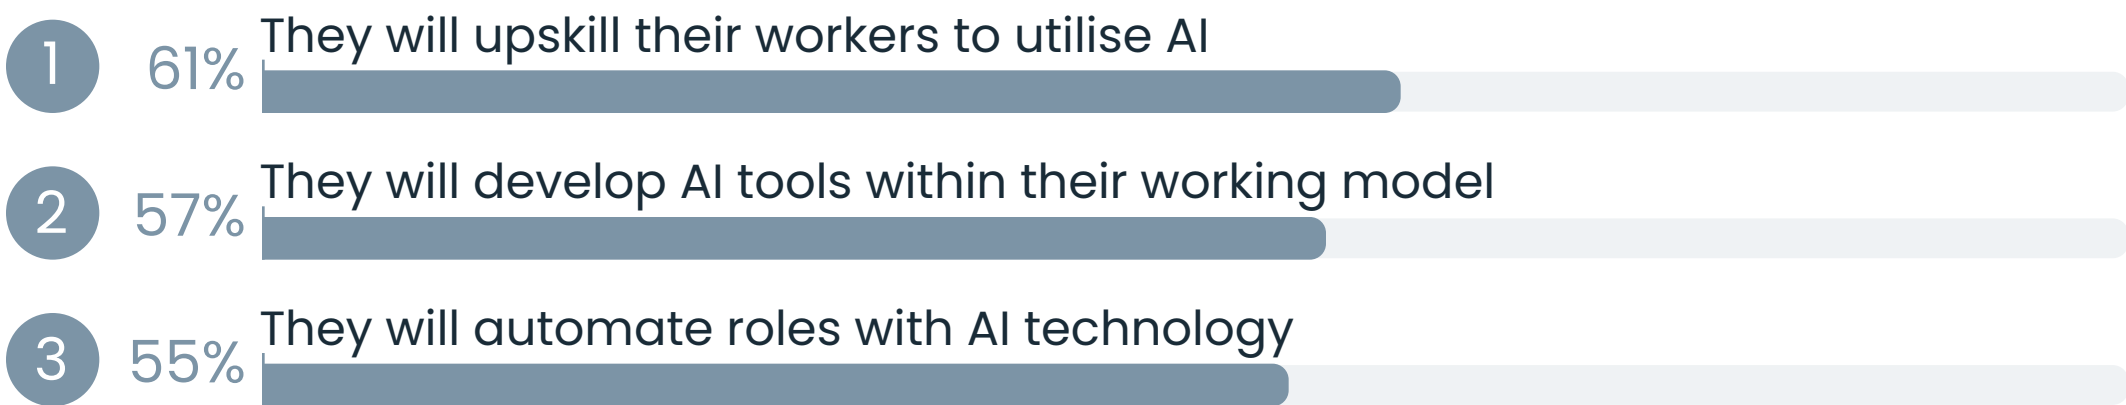 1 61% They will upskill their workers to utilise AI
2 57% They will develop AI tools within their working model
3 55% They will automate roles with AI technology